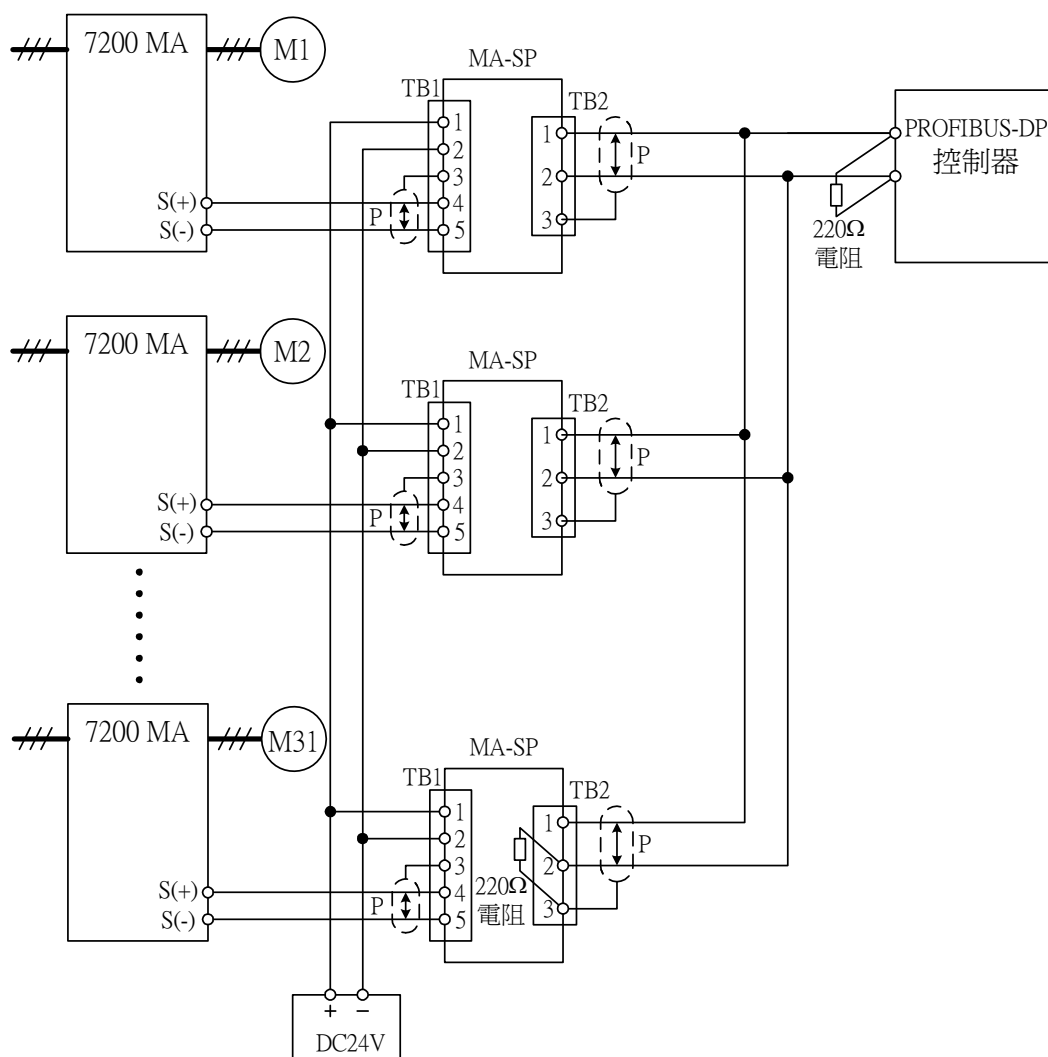 7200 MA
M1
MA-SP
TB1
TB2
1
2
3
4
5
1
2
3
P
P
S(+)
S(-)
PROFIBUS-DP
控制器
220Ω
電阻
7200 MA
M2
MA-SP
TB1
TB2
1
2
3
4
5
1
2
3
P
P
S(+)
S(-)
7200 MA
M31
MA-SP
TB1
TB2
1
2
3
4
5
1
2
3
P
P
S(+)
S(-)
220Ω
電阻
+ −
DC24V